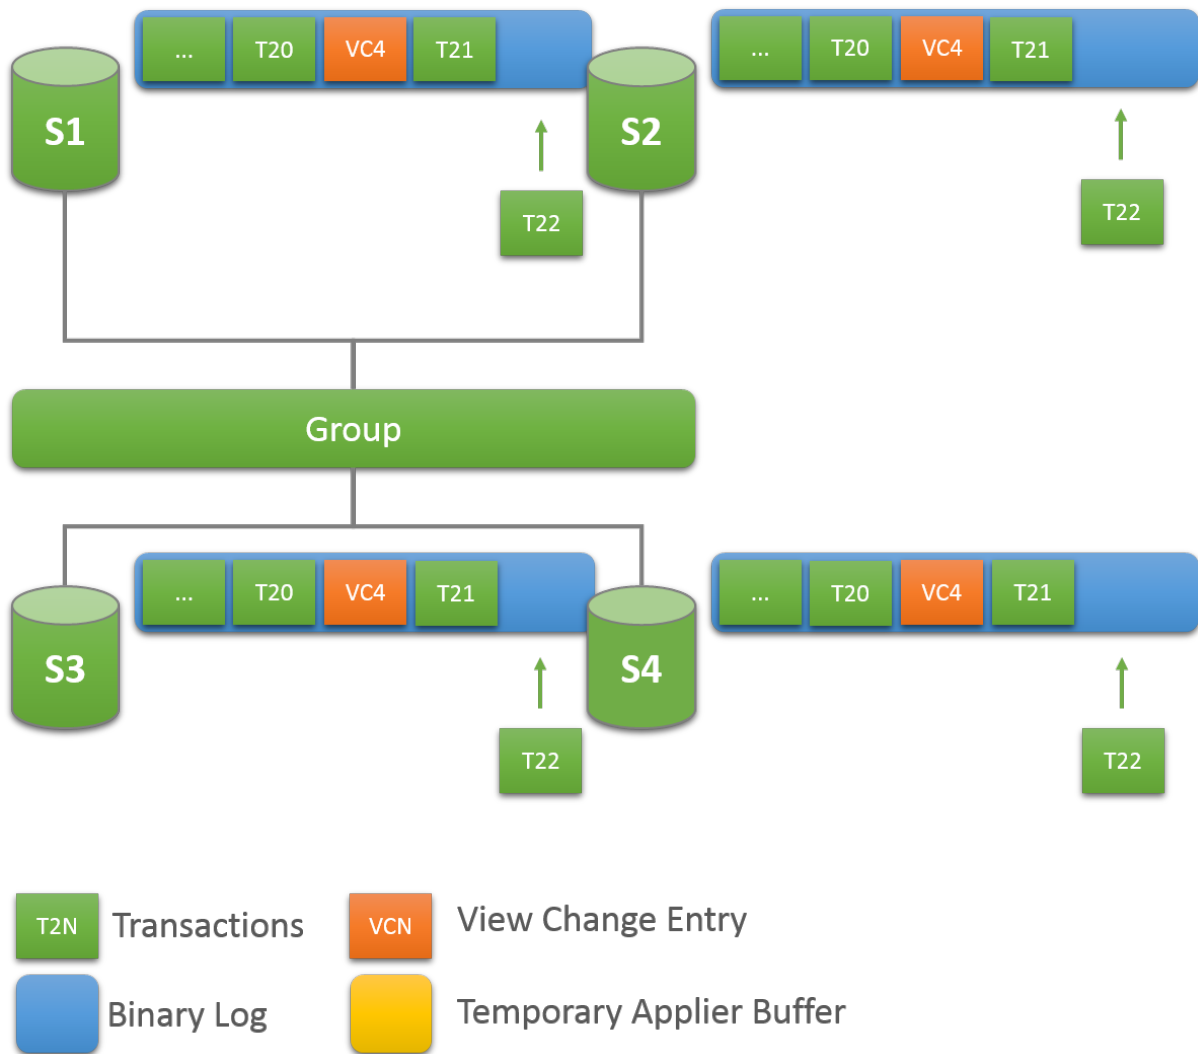 ... T20 VC4 T21
... T20 VC4 T21
S1
S2
T22
T22
Group
... T20 VC4 T21
... T20 VC4 T21
S3
S4
T22
T22
T2N Transactions
VCN View Change Entry
Binary Log
Temporary Applier Buffer